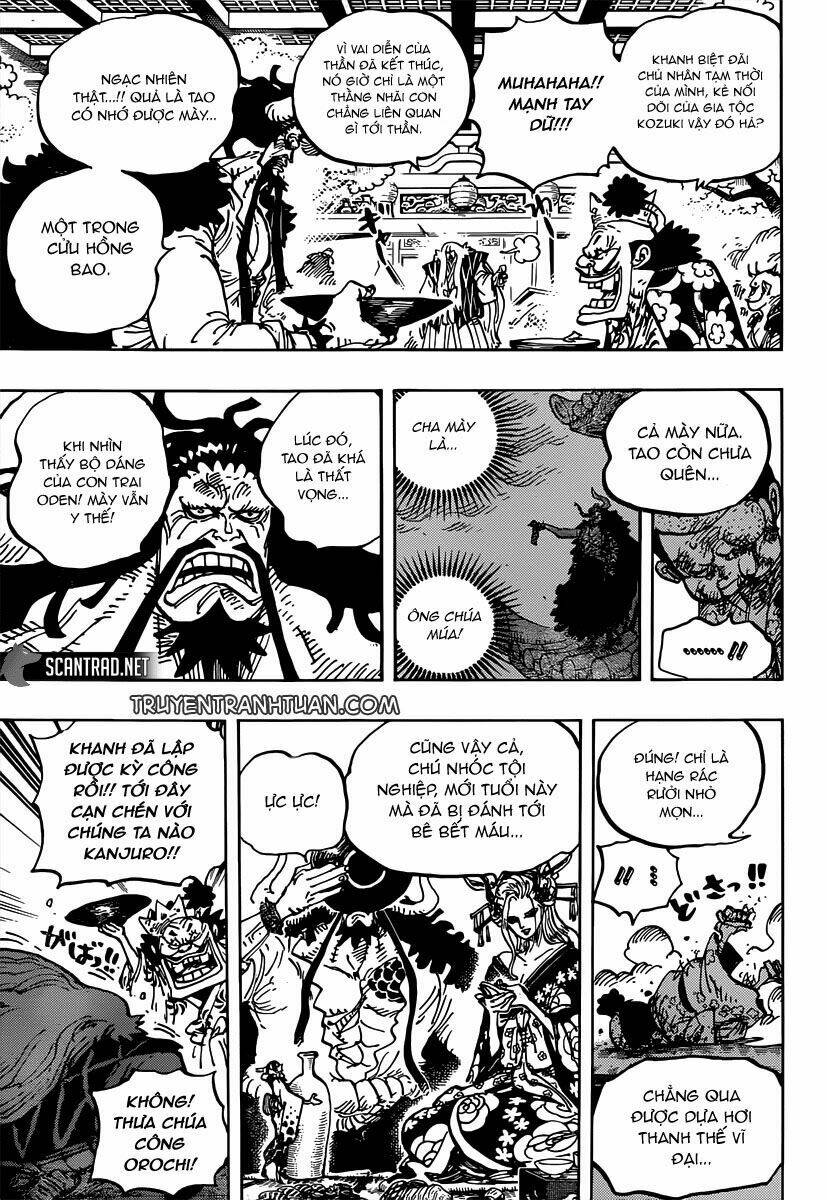 KHANH BIỆT ĐÃI
CHỦ NHÂN TẠM THỜI
CỦA MÌNH, KẺ NỐI
DÕI CỦA GIA TỘC
KOZUKI VẬY ĐÓ HẢ?
MUHAHAHA!!
MẠNH TAY
DỮ!!!
VÌ VAI DIỄN CỦA
THẦN ĐÃ KẾT THÚC,
NÓ GIỜ CHỈ LÀ MỘT
THẰNG NHÃI CON
CHẲNG LIÊN QUAN
GÌ TỚI THẦN.
NGẠC NHIÊN
THẬT...!! QUẢ LÀ TAO
CÓ NHỚ ĐƯỢC MÀY...
MỘT TRONG
CỬU HỒNG
BAO.
CẢ MÀY NỮA.
TAO CÒN CHƯA
QUÊN...
.......!!
CHA MÀY
LÀ...
ÔNG CHÚA
MÚA!
LÚC ĐÓ,
TAO ĐÃ KHÁ
LÀ THẤT
VỌNG...
KHI NHÌN
THẤY BỘ DÁNG
CỦA CON TRAI
ODEN! MÀY VẪN
Y THẾ!
SCANTRAD.NET
TRUYENTRANHTUAN.COM
ĐÚNG! CHỈ LÀ
HẠNG RÁC
RƯỞI NHỎ
MỌN...
CHẲNG QUA
ĐƯỢC DỰA HƠI
THANH THẾ VĨ
ĐẠI...
CŨNG VẬY CẢ,
CHÚ NHÓC TỘI
NGHIỆP, MỚI TUỔI NÀY
MÀ ĐÃ BỊ ĐÁNH TỚI
BÊ BẾT MÁU...
ỰC ỰC!
KHANH ĐÃ LẬP
ĐƯỢC KỲ CÔNG
RỒI!! TỚI ĐÂY
CẠN CHÉN VỚI
CHÚNG TA NÀO
KANJURO!!
がばっ!!
KHÔNG!
THƯA CHÚA
CÔNG
OROCHI!